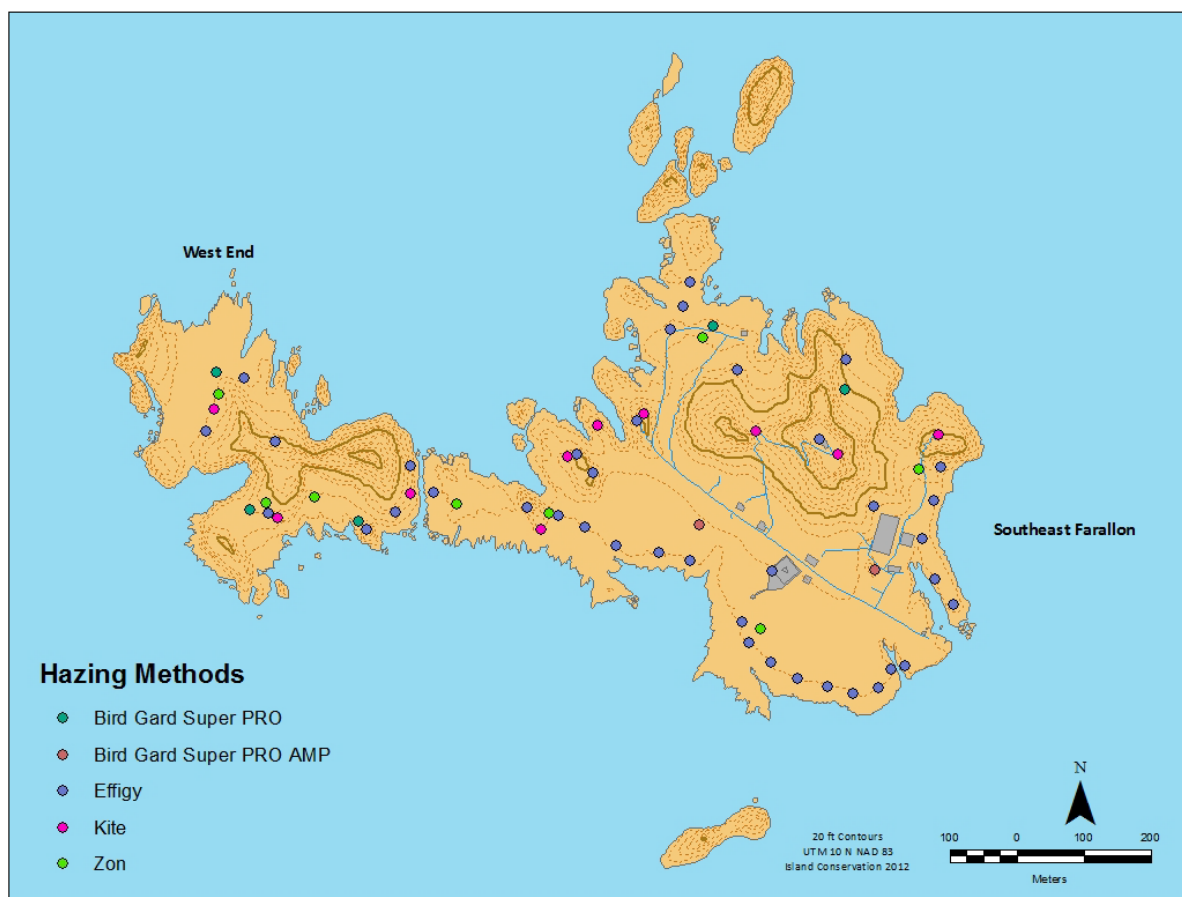 West End
Southeast Farallon
Hazing Methods
Bird Gard Super PRO
Bird Gard Super PRO AMP
Effigy
Kite
Zon
N
20 ft Contours
UTM 10 N NAD 83
Island Conservation 2012
100 0 100 200
Meters